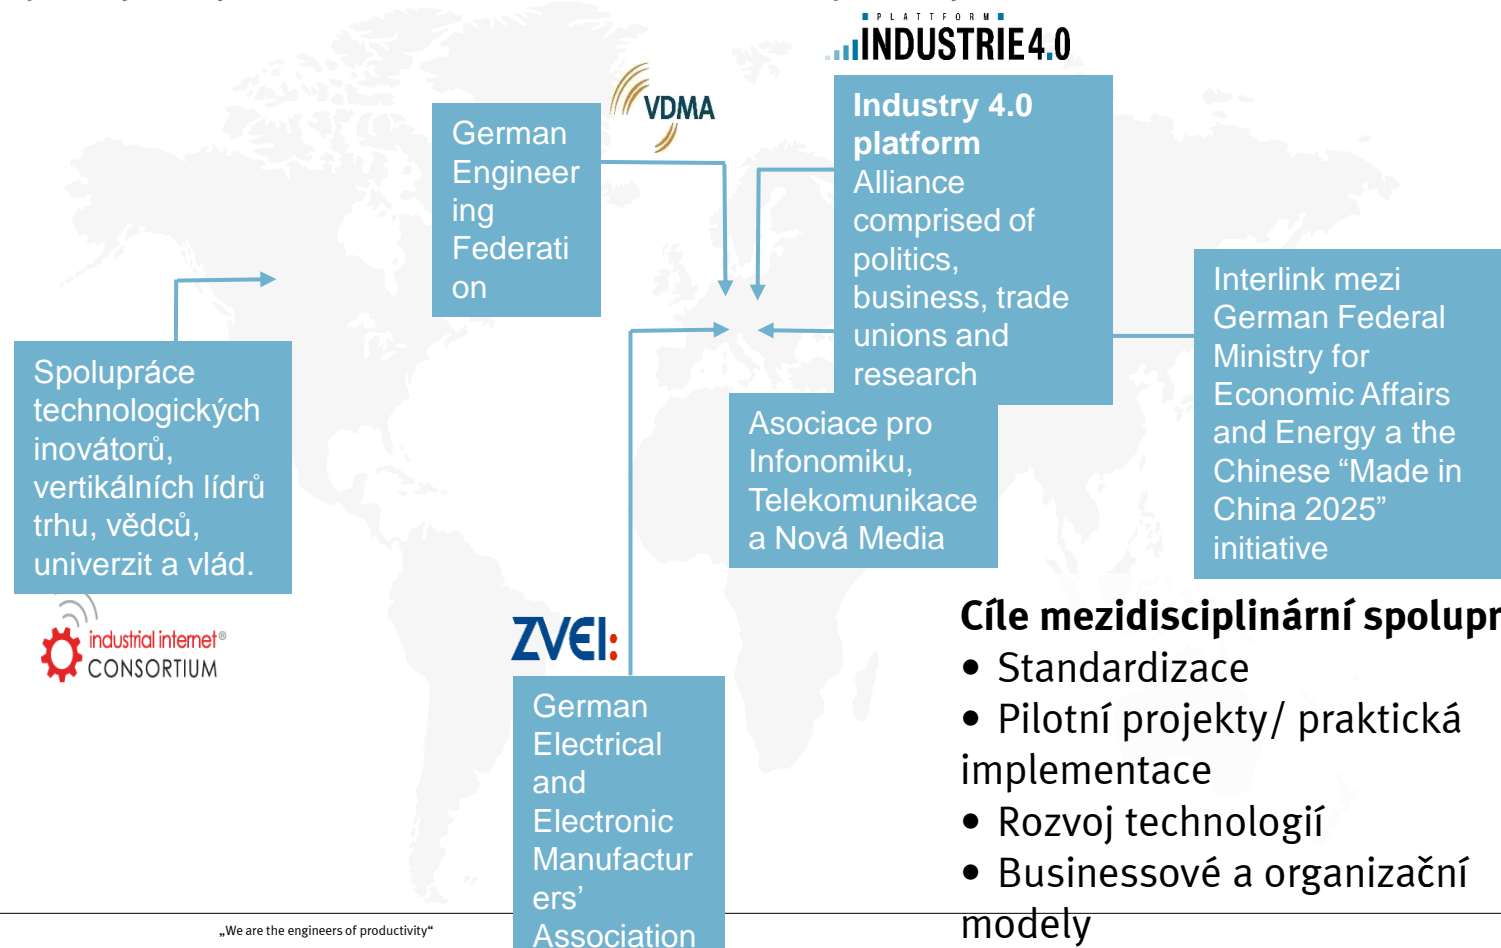 PLATTFORM
INDUSTRIE4.0
VDMA
German
Engineer
ing
Federati
on
Industry 4.0
platform
Alliance
comprised of
politics,
business, trade
unions and
research
Interlink mezi
German Federal
Ministry for
Economic Affairs
and Energy a the
Chinese “Made in
China 2025”
initiative
Spolupráce
technologických
inovátorů,
vertikálních lídrů
trhu, vědců,
univerzit a vlád.
Asociace pro
Infonomiku,
Telekomunikace
a Nová Media
industrial internet®
CONSORTIUM
ZVEI:
German
Electrical
and
Electronic
Manufactur
ers’
Association
Cíle mezidisciplinární spolupr
• Standardizace
• Pilotní projekty/ praktická
implementace
• Rozvoj technologií
• Businessové a organizační
modely
„We are the engineers of productivity“